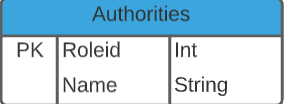 Authorities
PK Roleid Int
Name String